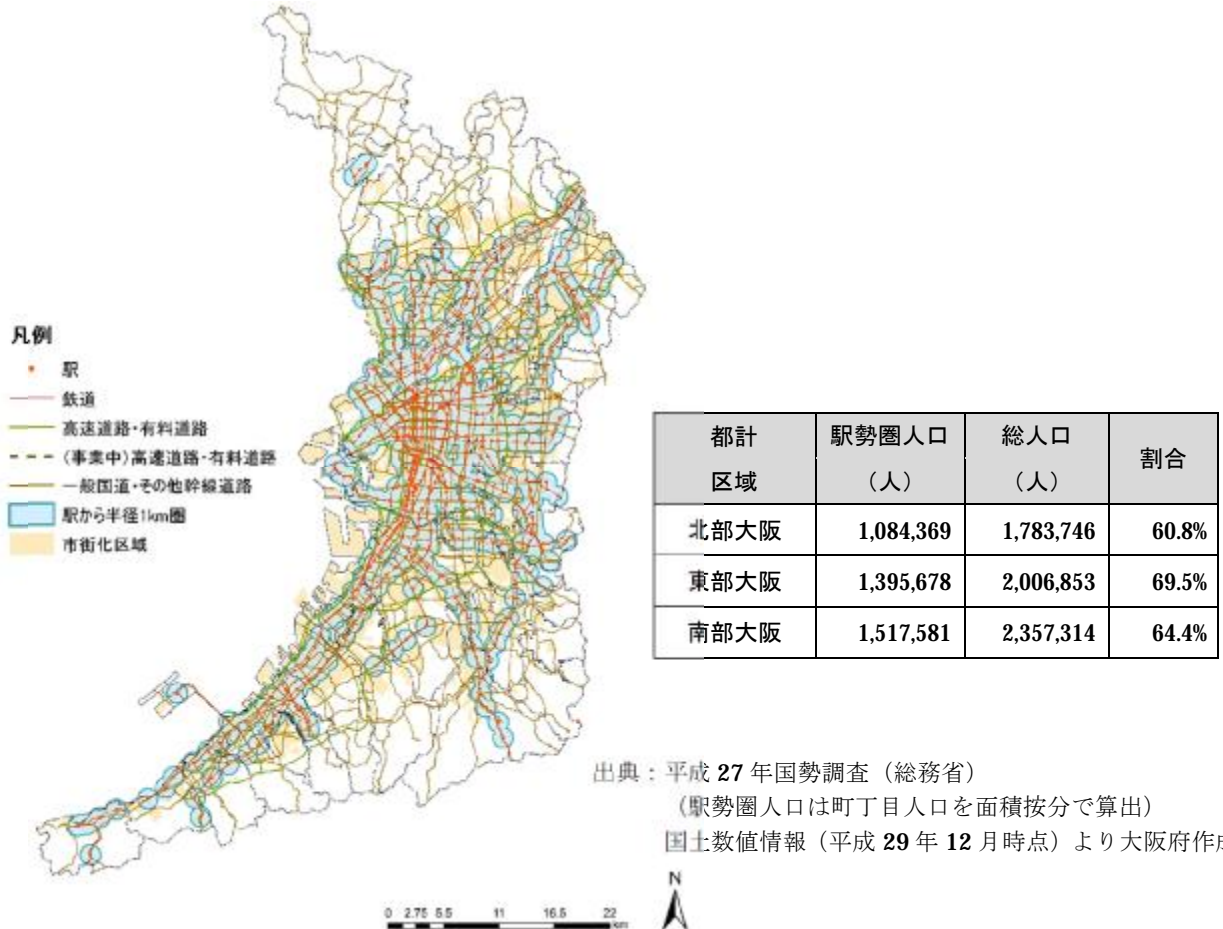 凡例
駅
鉄道
高速道路・有料道路
(事業中)高速道路・有料道路
一般国道・その他幹線道路
駅から半径1km圏
市街化区域
都計
区域
駅勢圏人口
(人)
総人口
(人)
割合
北部大阪 1,084,369 1,783,746 60.8%
東部大阪 1,395,678 2,006,853 69.5%
南部大阪 1,517,581 2,357,314 64.4%
出典：平成 27 年国勢調査（総務省）
（駅勢圏人口は町丁目人口を面積按分で算出）
国土数値情報（平成 29 年 12 月時点）より大阪府作成
N
0 2.75 5.5 11 16.5 22
km